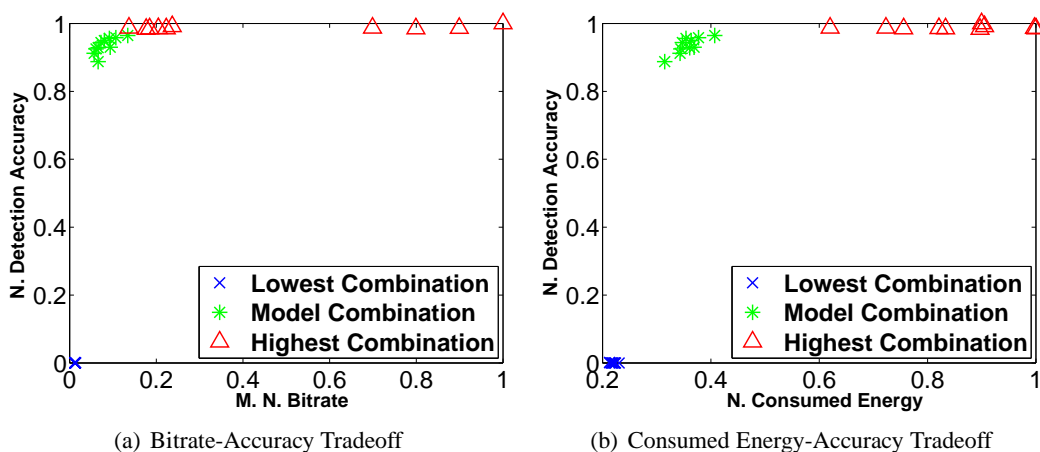 1
0.8
0.6
0.4
0.2
0
N. Detection Accuracy
Lowest Combination
Model Combination
Highest Combination
0 0.2 0.4 0.6 0.8 1
M. N. Bitrate
(a) Bitrate-Accuracy Tradeoff
1
0.8
0.6
0.4
0.2
0
N. Detection Accuracy
Lowest Combination
Model Combination
Highest Combination
0.2 0.4 0.6 0.8 1
N. Consumed Energy
(b) Consumed Energy-Accuracy Tradeoff